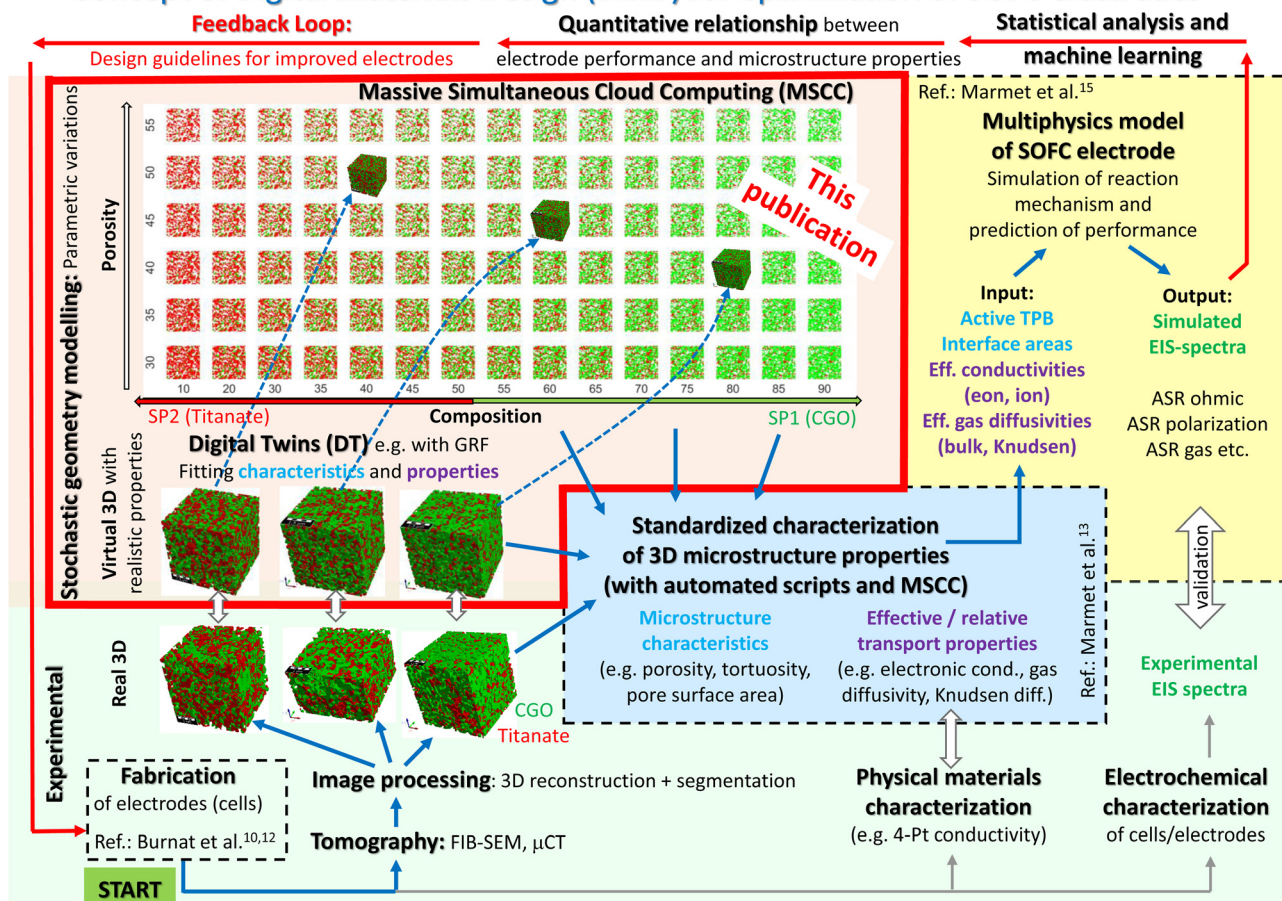 Feedback Loop:
Design guidelines for improved electrodes
Quantitative relationship between
electrode performance and microstructure properties
Statistical analysis and
machine learning
Stochastic geometry modelling: Parametric variations
Massive Simultaneous Cloud Computing (MSCC)
Porosity
55
50
45
40
35
30
10 20 30 35 40 45 50 55 60 65 70 75 80 85 90
This
publication
SP2 (Titanate)
Composition
SP1 (CGO)
Virtual 3D with
realistic properties
Digital Twins (DT) e.g. with GRF
Fitting characteristics and properties
Ref.: Marmet et al.15
Multiphysics model
of SOFC electrode
Simulation of reaction
mechanism and
prediction of performance
Input:
Active TPB
Interface areas
Eff. conductivities
(eon, ion)
Eff. gas diffusivities
(bulk, Knudsen)
Output:
Simulated
EIS-spectra
ASR ohmic
ASR polarization
ASR gas etc.
Standardized characterization
of 3D microstructure properties
(with automated scripts and MSCC)
Microstructure
characteristics
(e.g. porosity, tortuosity,
pore surface area)
Effective / relative
transport properties
(e.g. electronic cond., gas
diffusivity, Knudsen diff.)
Ref.: Marmet et al.13
validation
Experimental
EIS spectra
Experimental
Real 3D
CGO
Titanate
Fabrication
of electrodes (cells)
Ref.: Burnat et al.10,12
START
Image processing: 3D reconstruction + segmentation
Tomography: FIB-SEM, μCT
Physical materials
characterization
(e.g. 4-Pt conductivity)
Electrochemical
characterization
of cells/electrodes